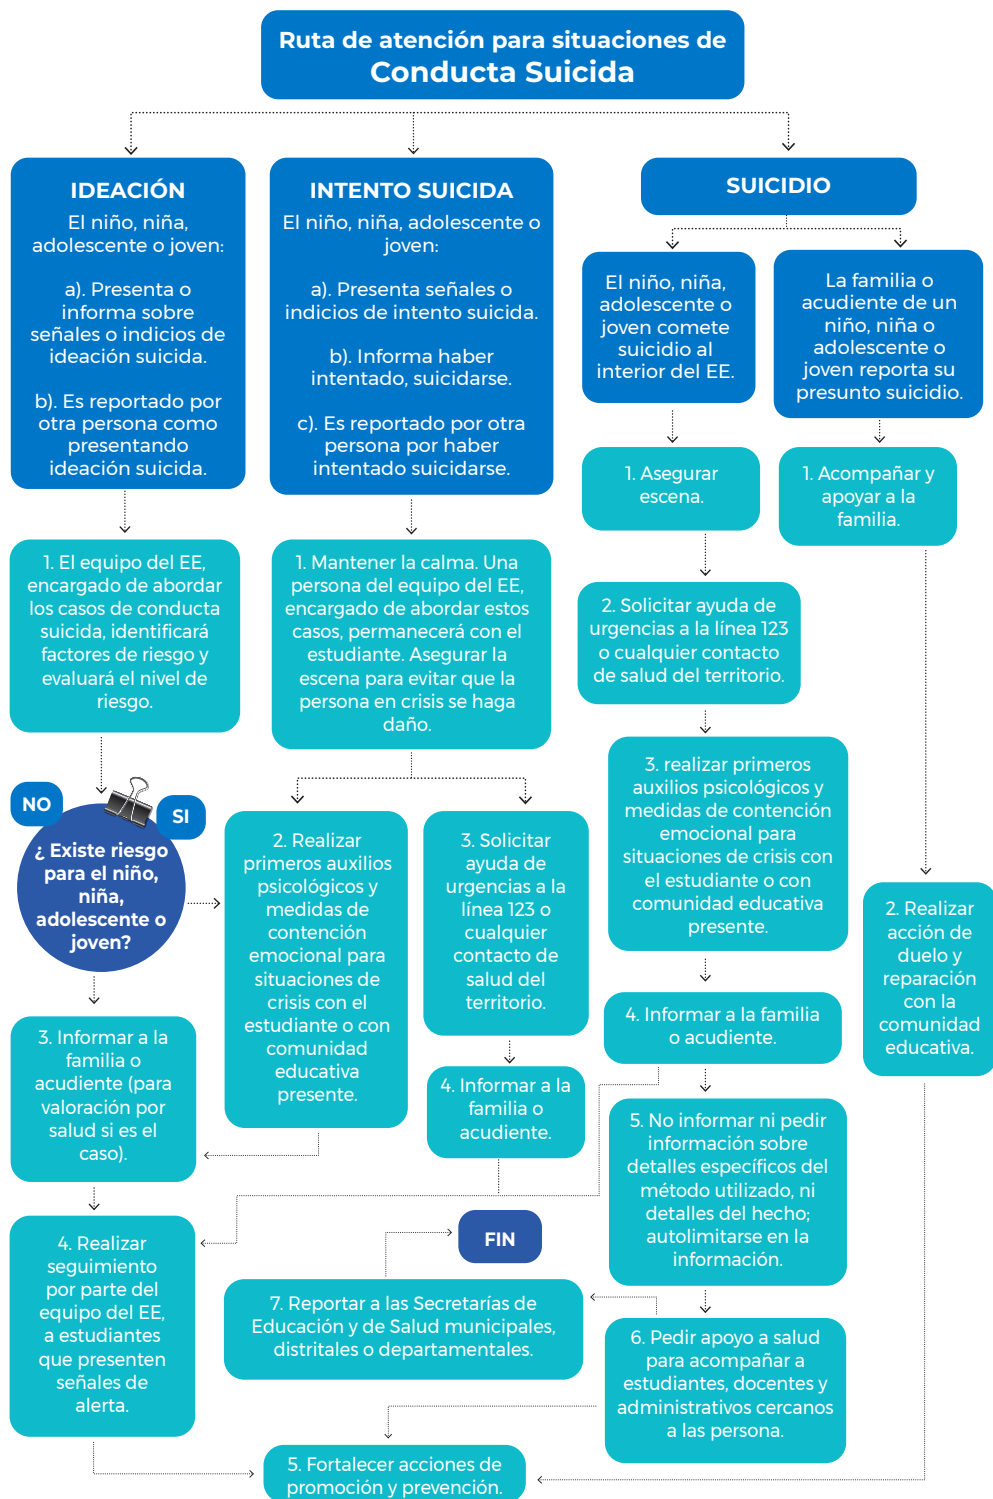 Ruta de atención para situaciones de
Conducta Suicida
IDEACIÓN
El niño, niña,
adolescente o joven:
a). Presenta o
informa sobre
señales o indicios de
ideación suicida.
b). Es reportado por
otra persona como
presentando
ideación suicida.
INTENTO SUICIDA
El niño, niña, adolescente o
joven:
a). Presenta señales o
indicios de intento suicida.
b). Informa haber
intentado, suicidarse.
c). Es reportado por otra
persona por haber
intentado suicidarse.
SUICIDIO
El niño, niña,
adolescente o
joven comete
suicidio al
interior del EE.
La familia o
acudiente de un
niño, niña o
adolescente o
joven reporta su
presunto suicidio.
1. El equipo del EE,
encargado de abordar
los casos de conducta
suicida, identificará
factores de riesgo y
evaluará el nivel de
riesgo.
1. Mantener la calma. Una
persona del equipo del EE,
encargado de abordar estos
casos, permanecerá con el
estudiante. Asegurar la
escena para evitar que la
persona en crisis se haga
daño.
1. Asegurar
escena.
1. Acompañar y
apoyar a la
familia.
2. Solicitar ayuda de
urgencias a la línea 123
o cualquier contacto
de salud del territorio.
NO
SI
¿ Existe riesgo
para el niño,
niña,
adolescente o
joven?
2. Realizar
primeros auxilios
psicológicos y
medidas de
contención
emocional para
situaciones de
crisis con el
estudiante o con
comunidad
educativa
presente.
3. Solicitar
ayuda de
urgencias a la
línea 123 o
cualquier
contacto de
salud del
territorio.
3. realizar primeros
auxilios psicológicos y
medidas de contención
emocional para
situaciones de crisis con
el estudiante o con
comunidad educativa
presente.
2. Realizar
acción de
duelo y
reparación
con la
comunidad
educativa.
3. Informar a la
familia o
acudiente (para
valoración por
salud si es el
caso).
4. Informar a la
familia o
acudiente.
4. Informar a la familia
o acudiente.
5. No informar ni pedir
información sobre
detalles específicos del
método utilizado, ni
detalles del hecho;
autolimitarse en la
información.
4. Realizar
seguimiento
por parte del
equipo del EE,
a estudiantes
que presenten
señales de
alerta.
FIN
7. Reportar a las Secretarías de
Educación y de Salud municipales,
distritales o departamentales.
6. Pedir apoyo a salud
para acompañar a
estudiantes, docentes y
administrativos cercanos
a las persona.
5. Fortalecer acciones de
promoción y prevención.